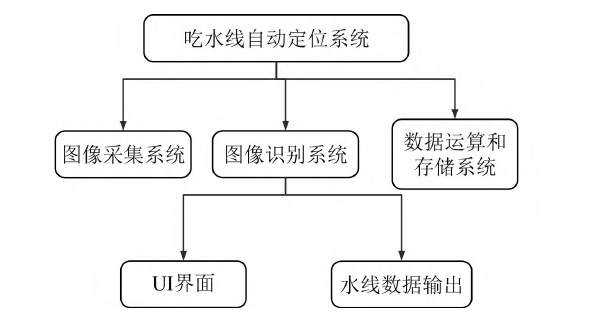 吃水线自动定位系统
图像采集系统
图像识别系统
数据运算和
存储系统
UI界面
水线数据输出